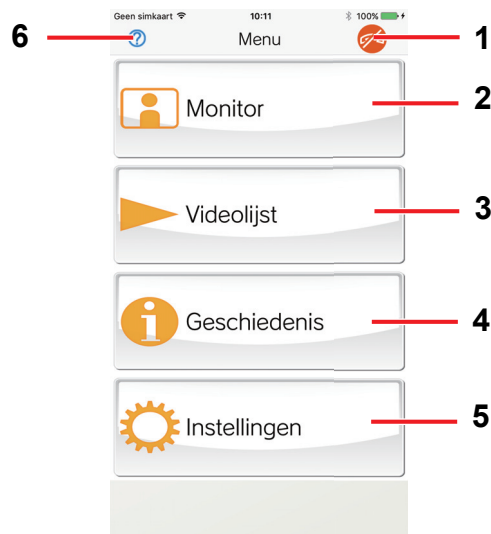 Geen simkaart 10:11 100%
6 ? Menu 1
Monitor 2
Videolijst 3
i Geschiedenis 4
Instellingen 5